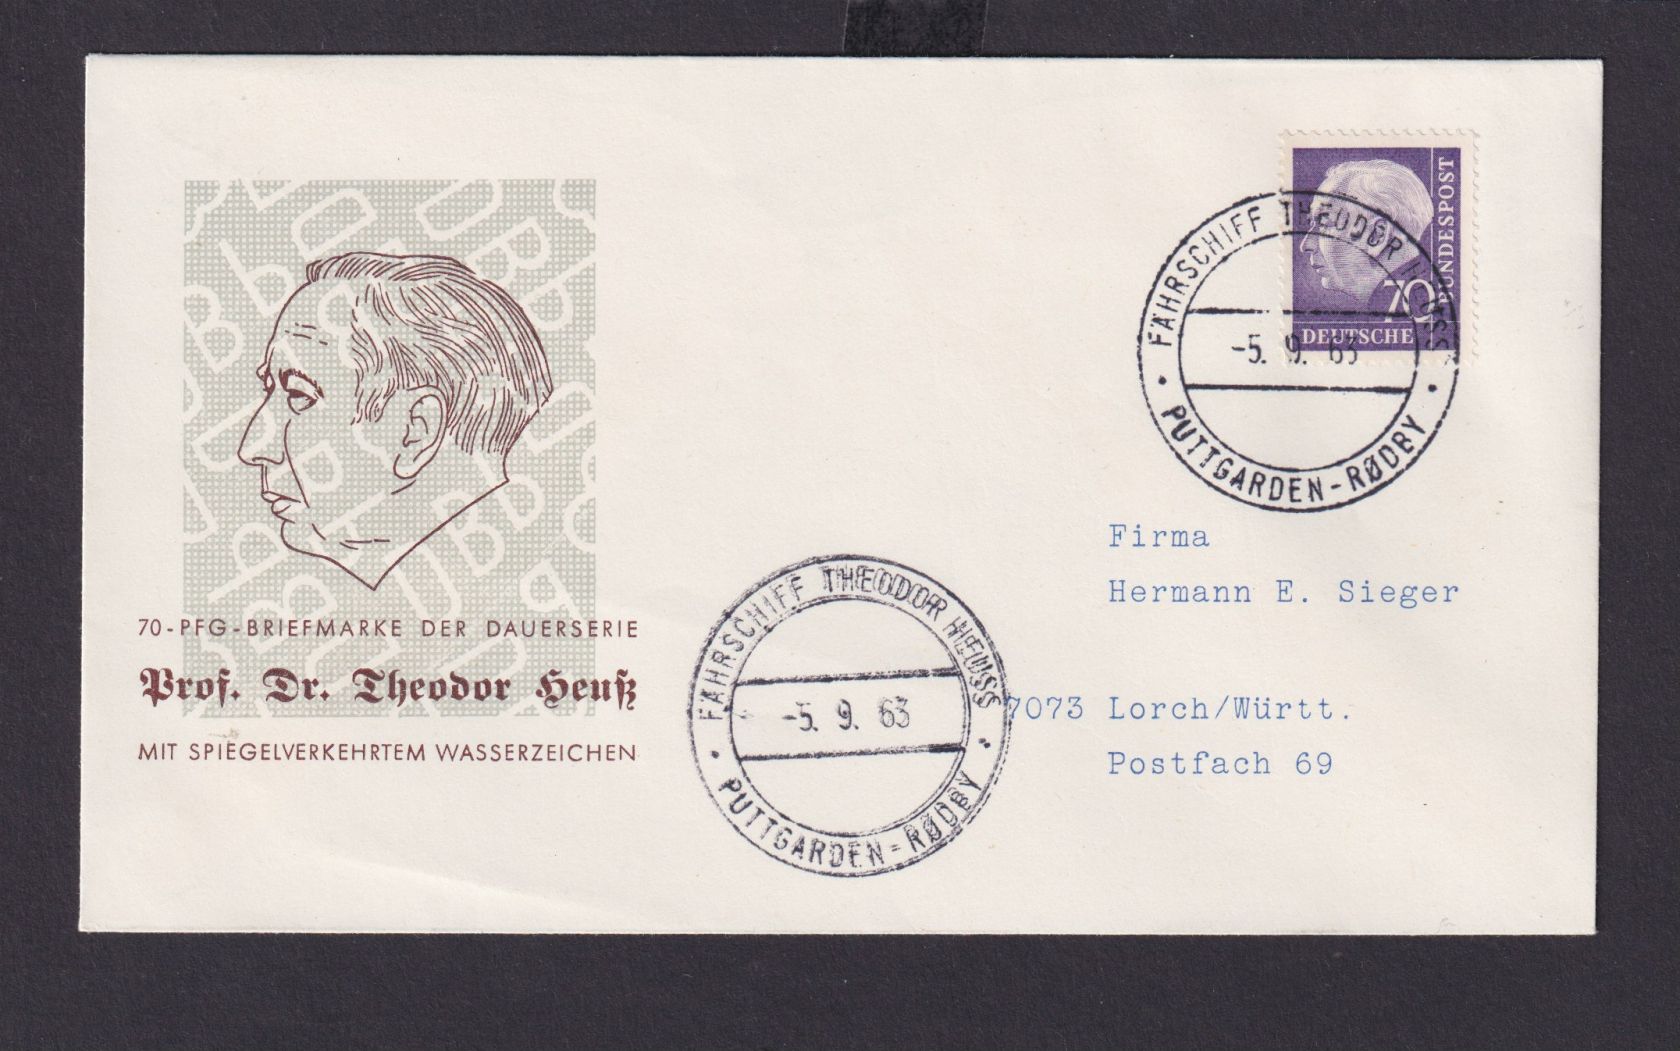 DEUTSCHE
BUNDESPOST
70
FÄHRSCHIFF THEODOR HEUSS
-5. 9. 63
PUTTGARDEN-RØDBY
Firma
Hermann E. Sieger
7073 Lorch/Württ.
Postfach 69
FÄHRSCHIFF THEODOR HEUSS
-5. 9. 63
PUTTGARDEN-RØDBY
70-PFG-BRIEFMARKE DER DAUERSERIE
Prof. Dr. Theodor Heuß
MIT SPIEGELVERKEHRTEM WASSERZEICHEN